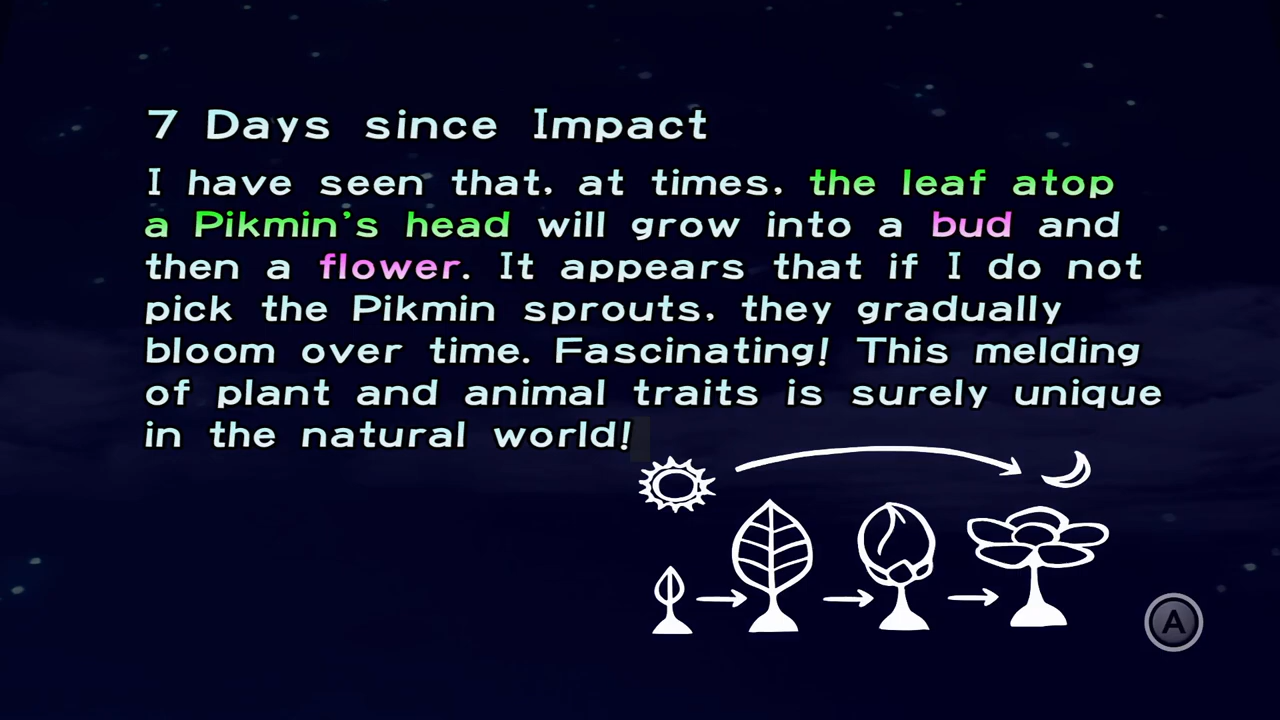 7 Days since Impact
I have seen that, at times, the leaf atop
a Pikmin's head will grow into a bud and
then a flower. It appears that if I do not
pick the Pikmin sprouts, they gradually
bloom over time. Fascinating! This melding
of plant and animal traits is surely unique
in the natural world!
A